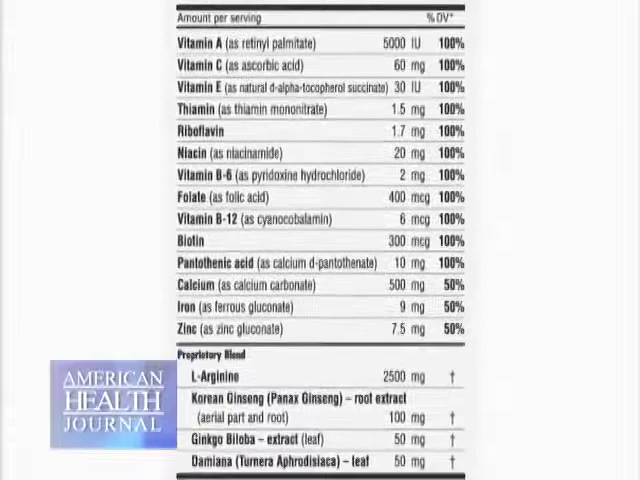 Amount per serving % DV*
Vitamin A (as retinyl palmitate) 5000 IU 100%
Vitamin C (as ascorbic acid) 60 mg 100%
Vitamin E (as natural d-alpha-tocopherol succinate) 30 IU 100%
Thiamin (as thiamin mononitrate) 1.5 mg 100%
Riboflavin 1.7 mg 100%
Niacin (as niacinamide) 20 mg 100%
Vitamin B-6 (as pyridoxine hydrochloride) 2 mg 100%
Folate (as folic acid) 400 mcg 100%
Vitamin B-12 (as cyanocobalamin) 6 mcg 100%
Biotin 300 mcg 100%
Pantothenic acid (as calcium d-pantothenate) 10 mg 100%
Calcium (as calcium carbonate) 500 mg 50%
Iron (as ferrous gluconate) 9 mg 50%
Zinc (as zinc gluconate) 7.5 mg 50%
Proprietary Blend
L-Arginine 2500 mg †
Korean Ginseng (Panax Ginseng) – root extract
(aerial part and root) 100 mg †
Ginkgo Biloba – extract (leaf) 50 mg †
Damiana (Turnera Aphrodisiaca) – leaf 50 mg †
AMERICAN
HEALTH
JOURNAL